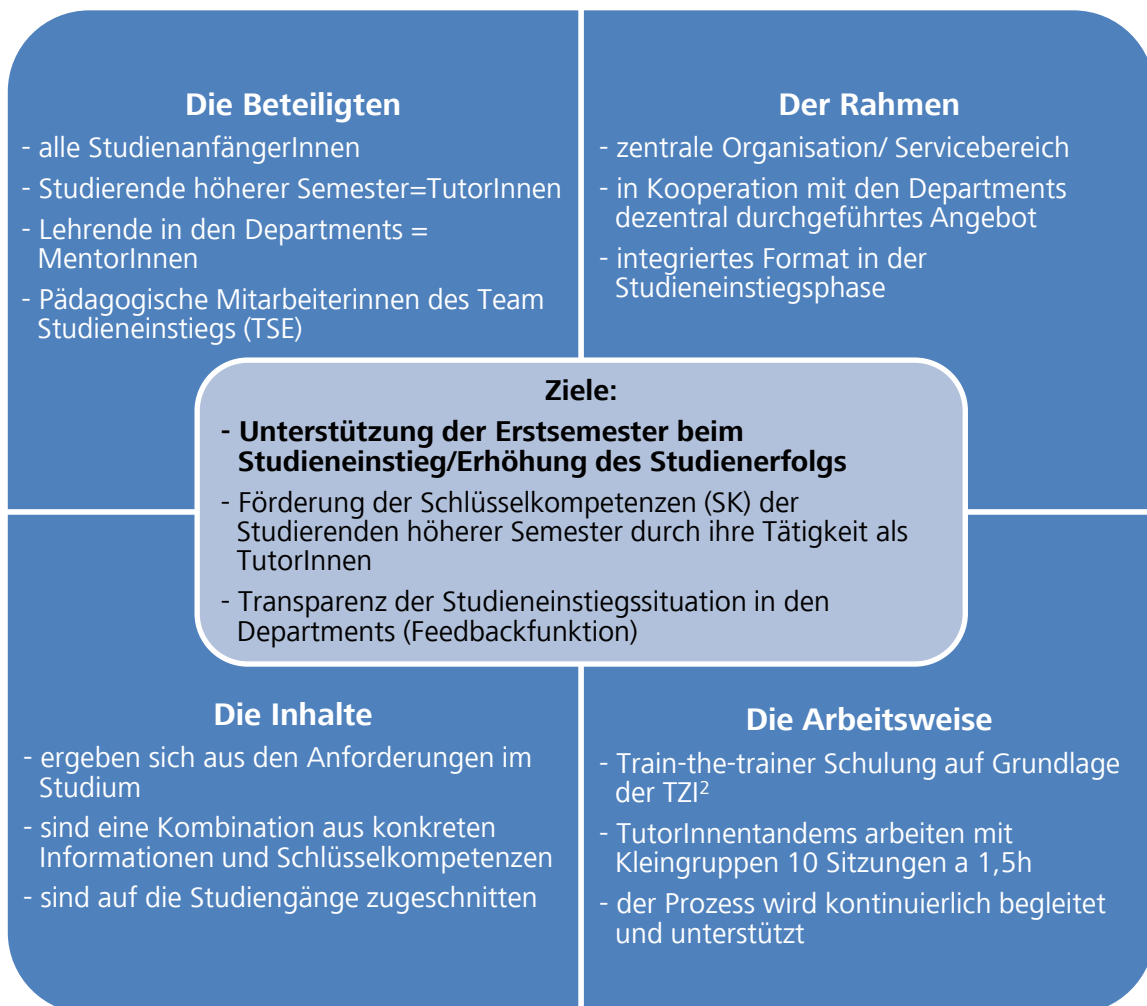 Die Beteiligten
- alle StudienanfängerInnen
- Studierende höherer Semester=TutorInnen
- Lehrende in den Departments =
MentorInnen
- Pädagogische Mitarbeiterinnen des Team
Studieneinstiegs (TSE)
Der Rahmen
- zentrale Organisation/ Servicebereich
- in Kooperation mit den Departments
dezentral durchgeführtes Angebot
- integriertes Format in der
Studieneinstiegsphase
Ziele:
- Unterstützung der Erstsemester beim
Studieneinstieg/Erhöhung des Studienerfolgs
- Förderung der Schlüsselkompetenzen (SK) der
Studierenden höherer Semester durch ihre Tätigkeit als
TutorInnen
- Transparenz der Studieneinstiegssituation in den
Departments (Feedbackfunktion)
Die Inhalte
- ergeben sich aus den Anforderungen im
Studium
- sind eine Kombination aus konkreten
Informationen und Schlüsselkompetenzen
- sind auf die Studiengänge zugeschnitten
Die Arbeitsweise
- Train-the-trainer Schulung auf Grundlage
der TZI²
- TutorInnentandems arbeiten mit
Kleingruppen 10 Sitzungen a 1,5h
- der Prozess wird kontinuierlich begleitet
und unterstützt